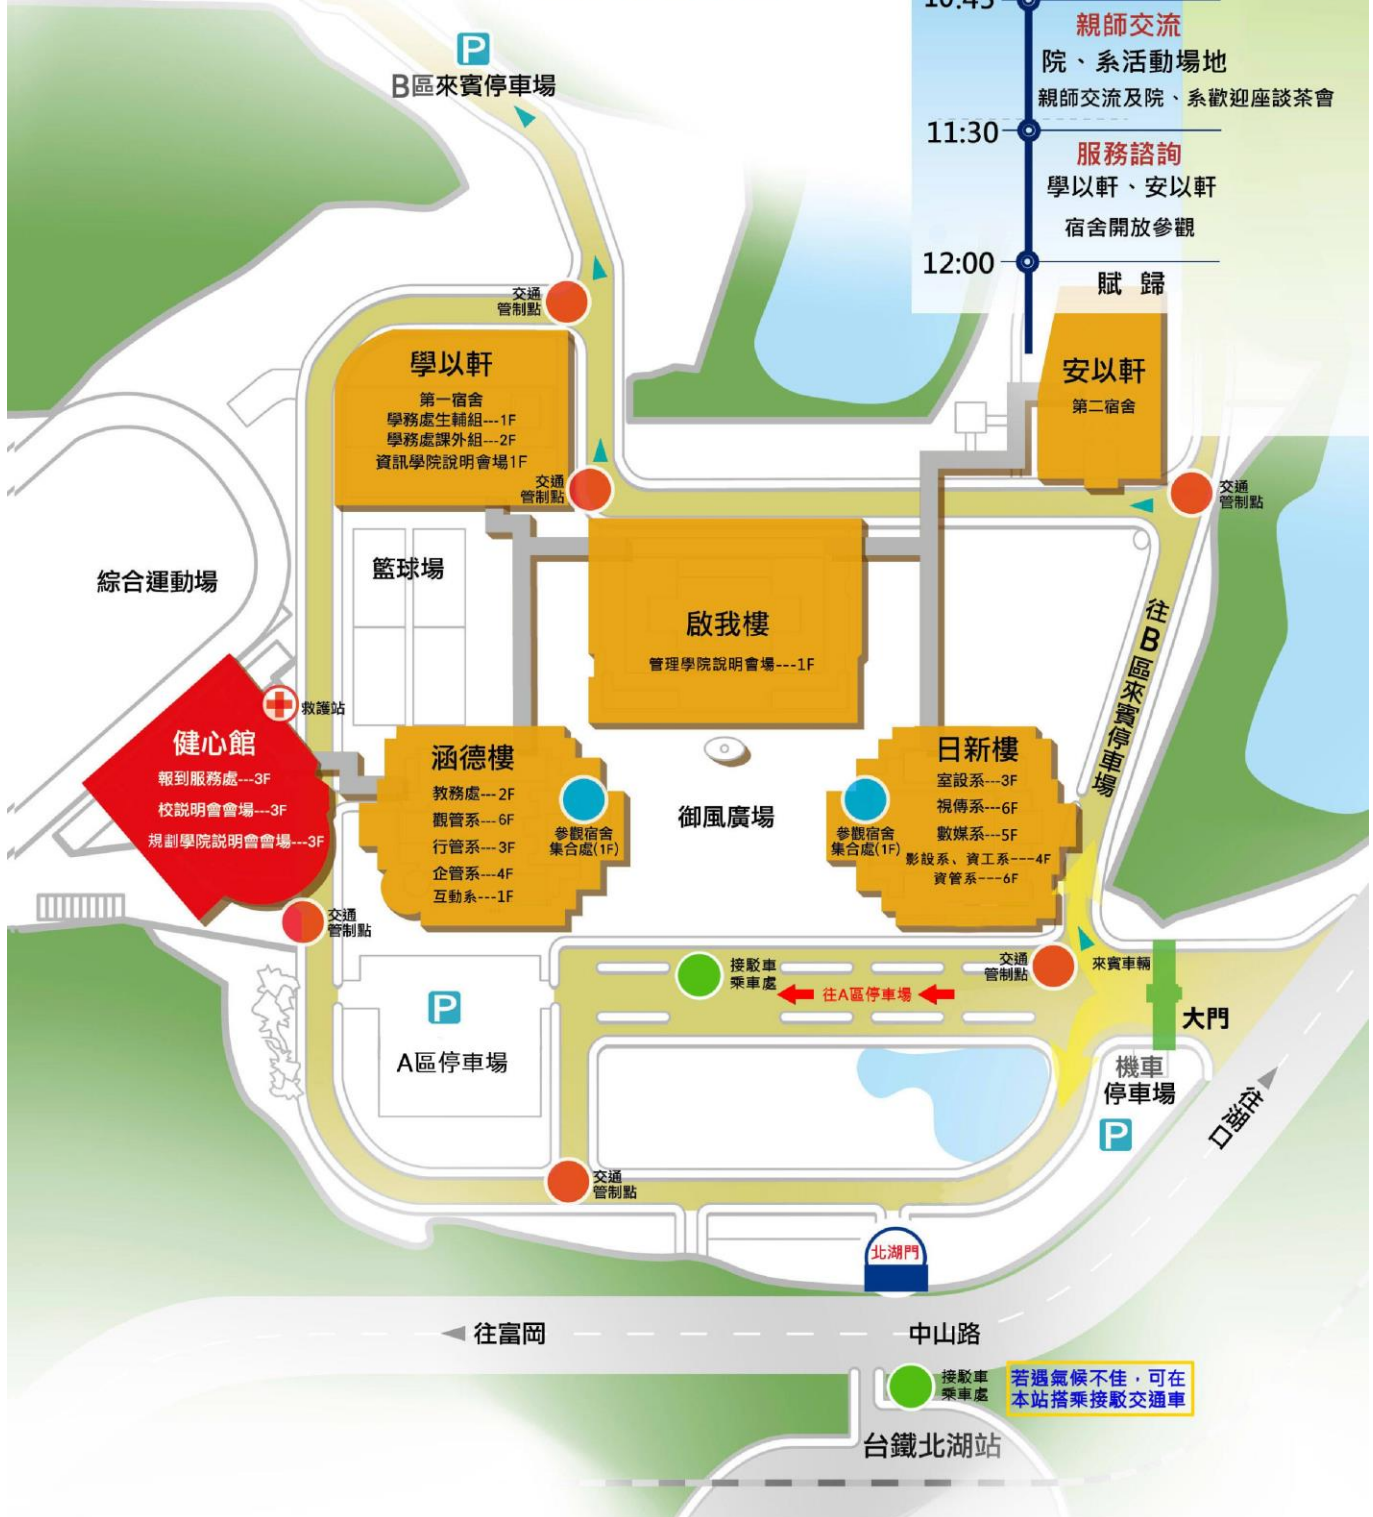 10:45
親師交流
院、系活動場地
親師交流及院、系歡迎座談茶會
11:30
服務諮詢
學以軒、安以軒
宿舍開放參觀
12:00
賦 歸
P
B區來賓停車場
交通
管制點
學以軒
第一宿舍
學務處生輔組---1F
學務處課外組---2F
資訊學院說明會場1F
交通
管制點
安以軒
第二宿舍
交通
管制點
綜合運動場
籃球場
啟我樓
管理學院說明會場---1F
往B區來賓停車場
救護站
健心館
報到服務處---3F
校説明會會場---3F
規劃學院説明會會場---3F
涵德樓
教務處---2F
觀管系---6F
行管系---3F
企管系---4F
互動系---1F
參觀宿舍
集合處(1F)
御風廣場
日新樓
室設系---3F
視傳系---6F
數媒系---5F
影設系、資工系---4F
資管系---6F
參觀宿舍
集合處(1F)
交通
管制點
接駁車
乘車處
往A區停車場
交通
管制點
來賓車輛
大門
P
A區停車場
機車
停車場
P
往湖口
交通
管制點
北湖門
往富岡
中山路
接駁車
乘車處
若遇氣候不佳，可在
本站搭乘接駁交通車
台鐵北湖站